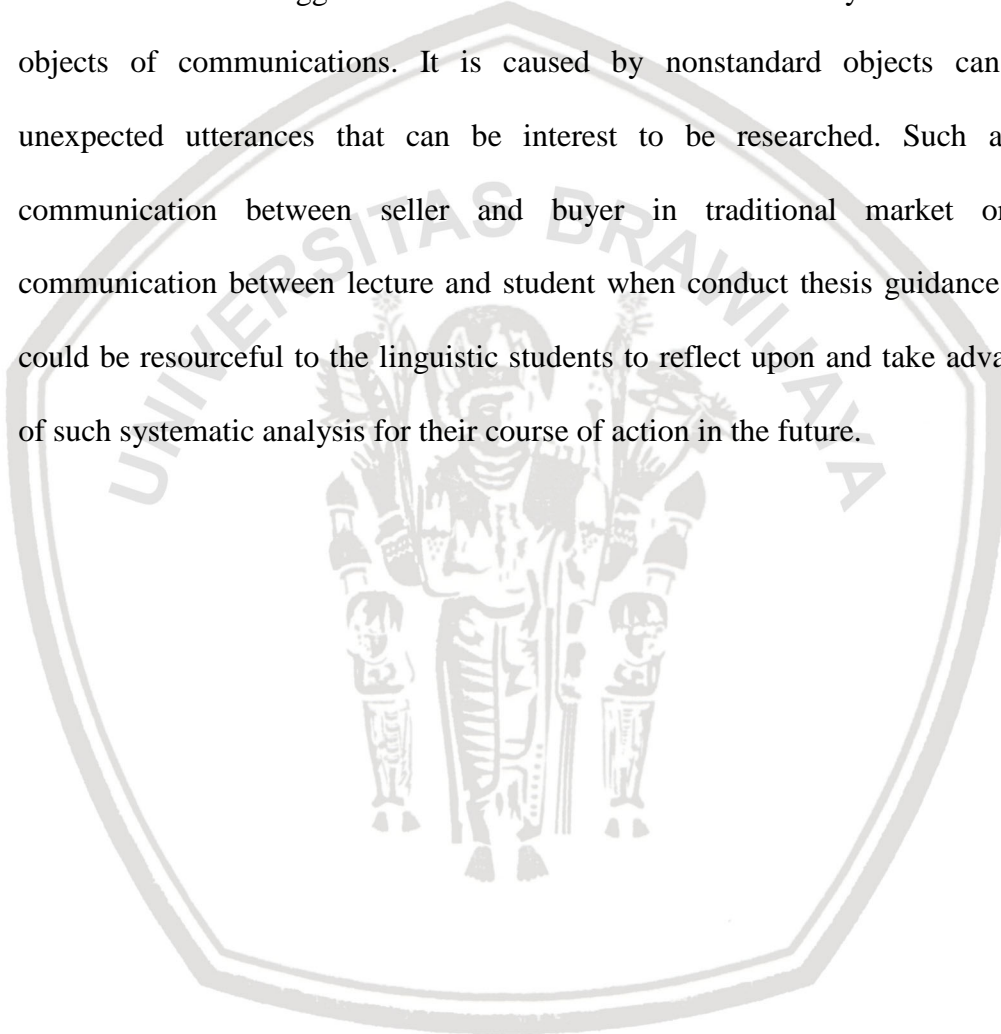 objects of communications. It is caused by nonstandard objects can
unexpected utterances that can be interest to be researched. Such a
communication between seller and buyer in traditional market or
communication between lecture and student when conduct thesis guidance
could be resourceful to the linguistic students to reflect upon and take adva
of such systematic analysis for their course of action in the future.
UNIVERSITAS BRAWIJAYA